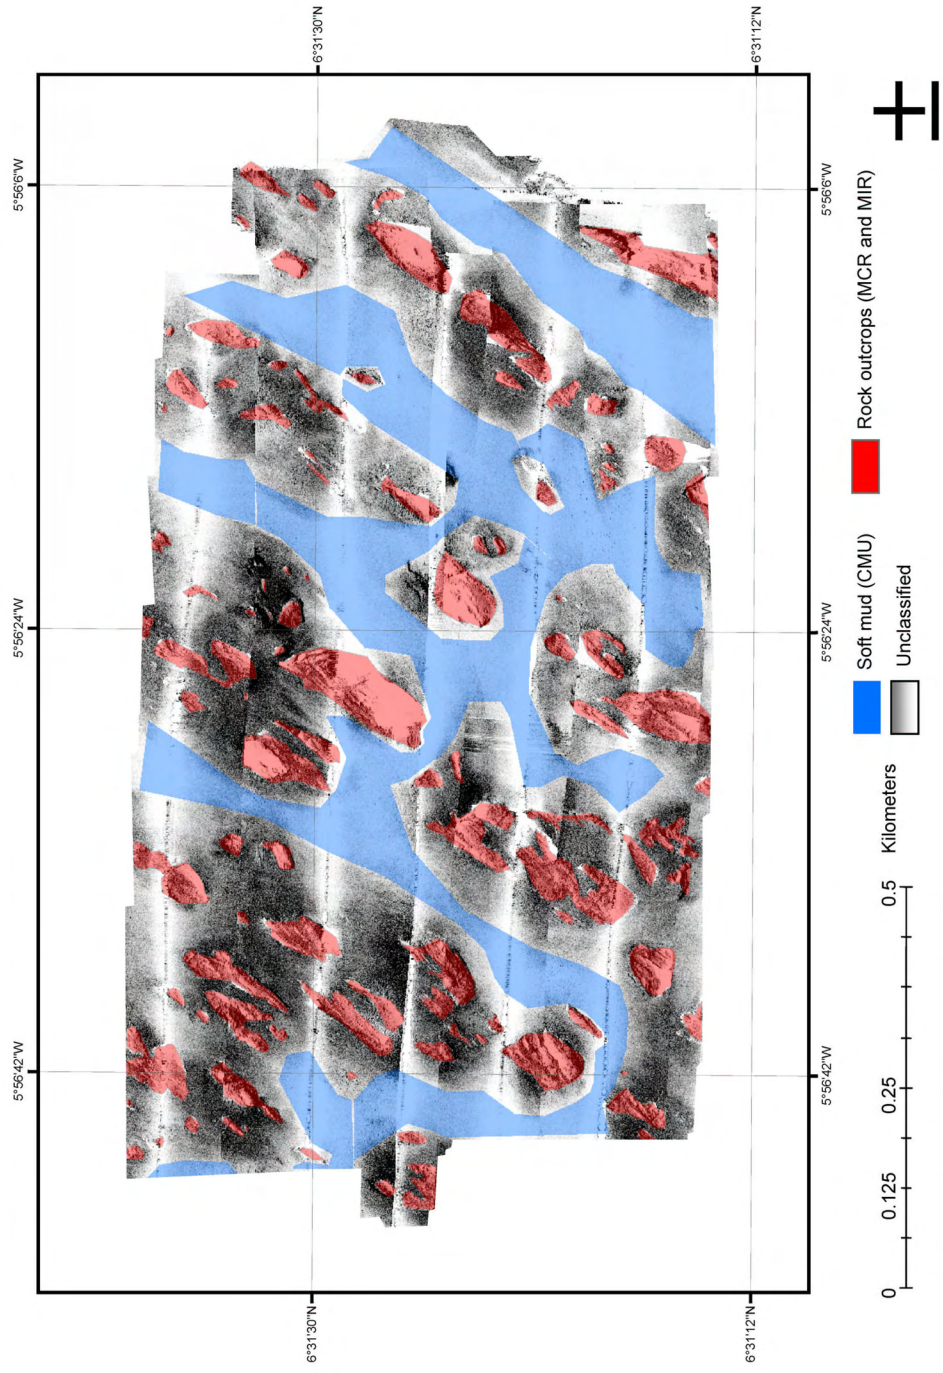 5°56'42"W
5°56'24"W
5°56'6"W
6°31'30"N
6°31'30"N
6°31'12"N
6°31'12"N
5°56'42"W
5°56'24"W
5°56'6"W
0 0.125 0.25 0.5
Kilometers
Soft mud (CMU)
Rock outcrops (MCR and MIR)
Unclassified